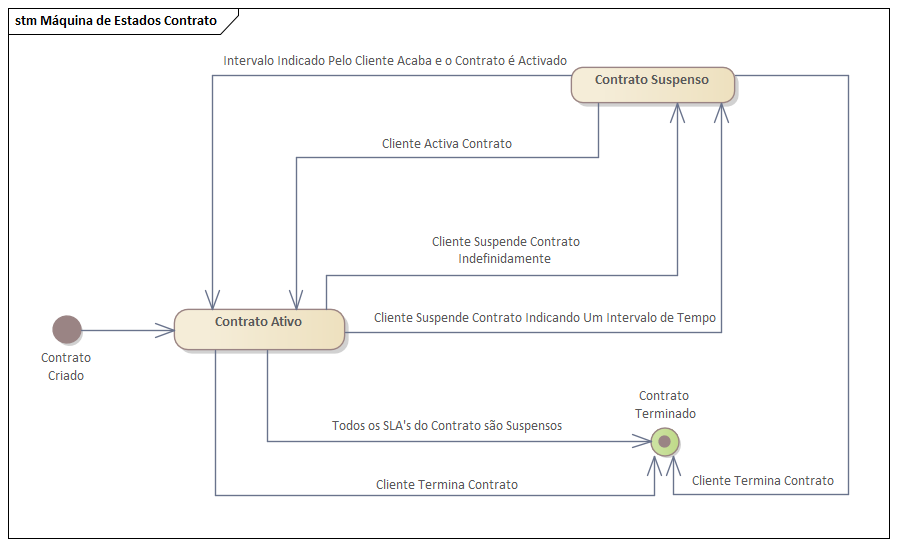 stm Máquina de Estados Contrato
Intervalo Indicado Pelo Cliente Acaba e o Contrato é Activado
Contrato Suspenso
Cliente Activa Contrato
Cliente Suspende Contrato
Indefinidamente
Contrato Ativo
Cliente Suspende Contrato Indicando Um Intervalo de Tempo
Contrato
Criado
Contrato
Terminado
Todos os SLA's do Contrato são Suspensos
Cliente Termina Contrato
Cliente Termina Contrato